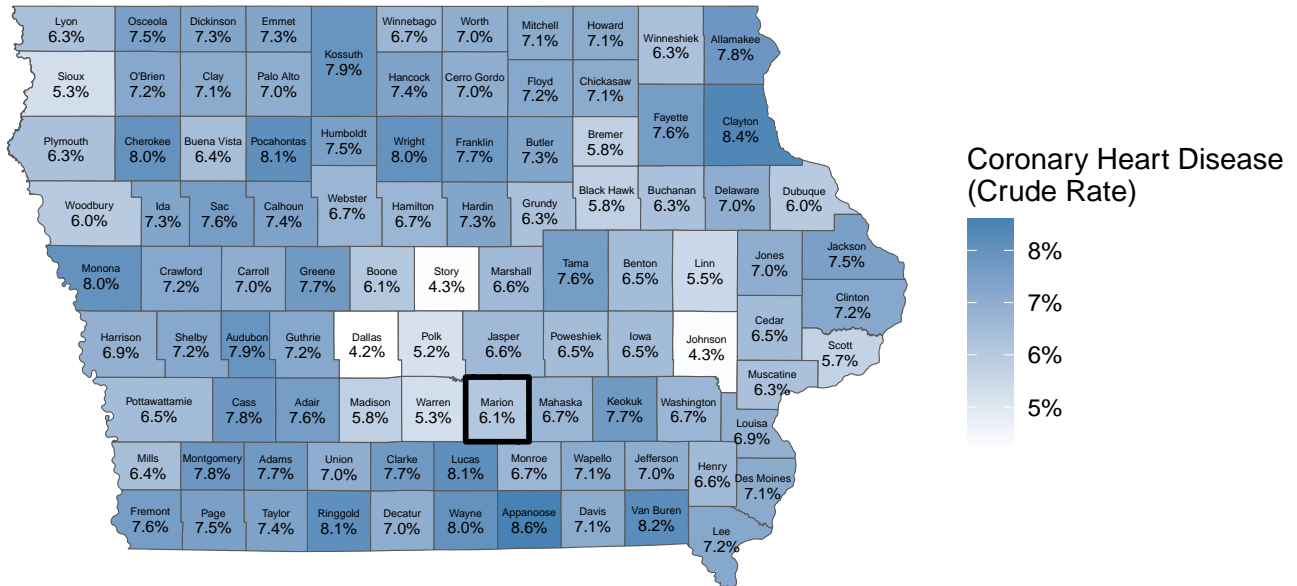 Lyon
6.3%
Osceola
7.5%
Dickinson
7.3%
Emmet
7.3%
Kossuth
7.9%
Winnebago
6.7%
Worth
7.0%
Mitchell
7.1%
Howard
7.1%
Winneshiek
6.3%
Allamakee
7.8%
Sioux
5.3%
O'Brien
7.2%
Clay
7.1%
Palo Alto
7.0%
Hancock
7.4%
Cerro Gordo
7.0%
Floyd
7.2%
Chickasaw
7.1%
Fayette
7.6%
Clayton
8.4%
Plymouth
6.3%
Cherokee
8.0%
Buena Vista
6.4%
Pocahontas
8.1%
Humboldt
7.5%
Wright
8.0%
Franklin
7.7%
Butler
7.3%
Bremer
5.8%
Woodbury
6.0%
Ida
7.3%
Sac
7.6%
Calhoun
7.4%
Webster
6.7%
Hamilton
6.7%
Hardin
7.3%
Grundy
6.3%
Black Hawk
5.8%
Buchanan
6.3%
Delaware
7.0%
Dubuque
6.0%
Monona
8.0%
Crawford
7.2%
Carroll
7.0%
Greene
7.7%
Boone
6.1%
Story
4.3%
Marshall
6.6%
Tama
7.6%
Benton
6.5%
Linn
5.5%
Jones
7.0%
Jackson
7.5%
Clinton
7.2%
Harrison
6.9%
Shelby
7.2%
Audubon
7.9%
Guthrie
7.2%
Dallas
4.2%
Polk
5.2%
Jasper
6.6%
Poweshiek
6.5%
Iowa
6.5%
Johnson
4.3%
Cedar
6.5%
Scott
5.7%
Muscatine
6.3%
Pottawattamie
6.5%
Cass
7.8%
Adair
7.6%
Madison
5.8%
Warren
5.3%
Marion
6.1%
Mahaska
6.7%
Keokuk
7.7%
Washington
6.7%
Louisa
6.9%
Mills
6.4%
Montgomery
7.8%
Adams
7.7%
Union
7.0%
Clarke
7.7%
Lucas
8.1%
Monroe
6.7%
Wapello
7.1%
Jefferson
7.0%
Henry
6.6%
Des Moines
7.1%
Fremont
7.6%
Page
7.5%
Taylor
7.4%
Ringgold
8.1%
Decatur
7.0%
Wayne
8.0%
Appanoose
8.6%
Davis
7.1%
Van Buren
8.2%
Lee
7.2%
Coronary Heart Disease
(Crude Rate)
8%
7%
6%
5%